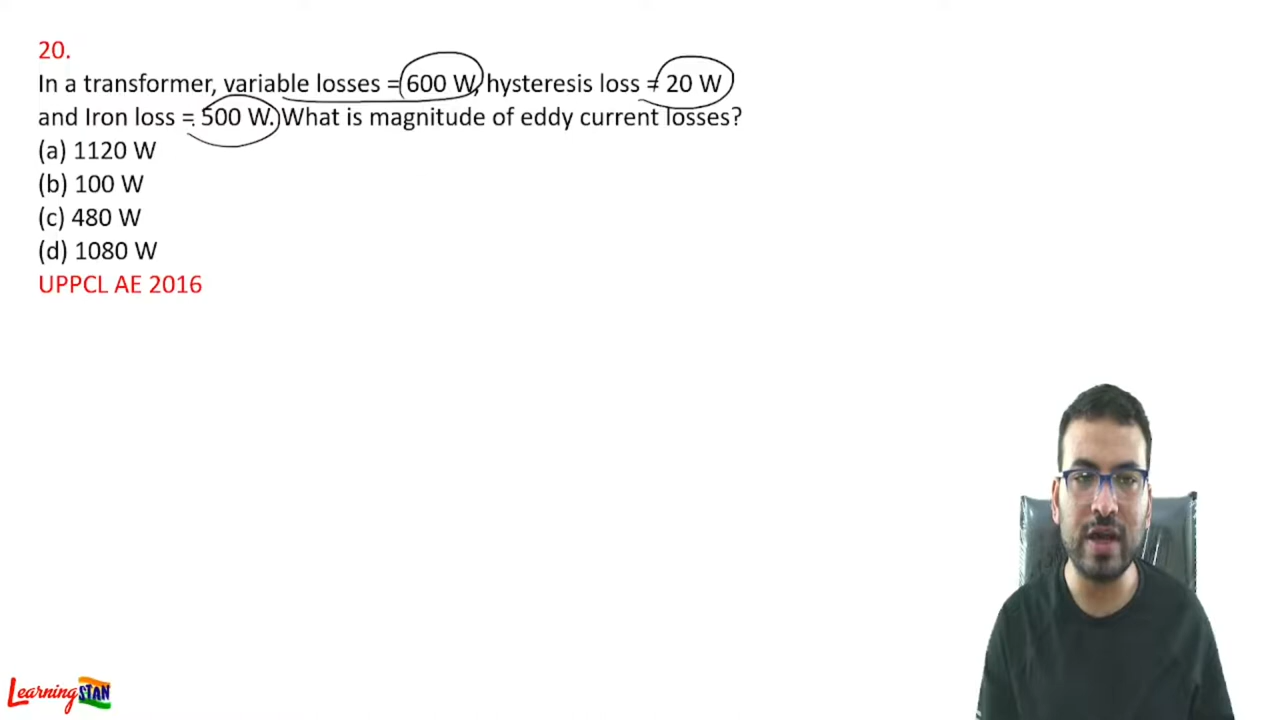 20.
In a transformer, variable losses = 600 W, hysteresis loss = 20 W
and Iron loss = 500 W. What is magnitude of eddy current losses?
(a) 1120 W
(b) 100 W
(c) 480 W
(d) 1080 W
UPPCL AE 2016
LearningSTAN